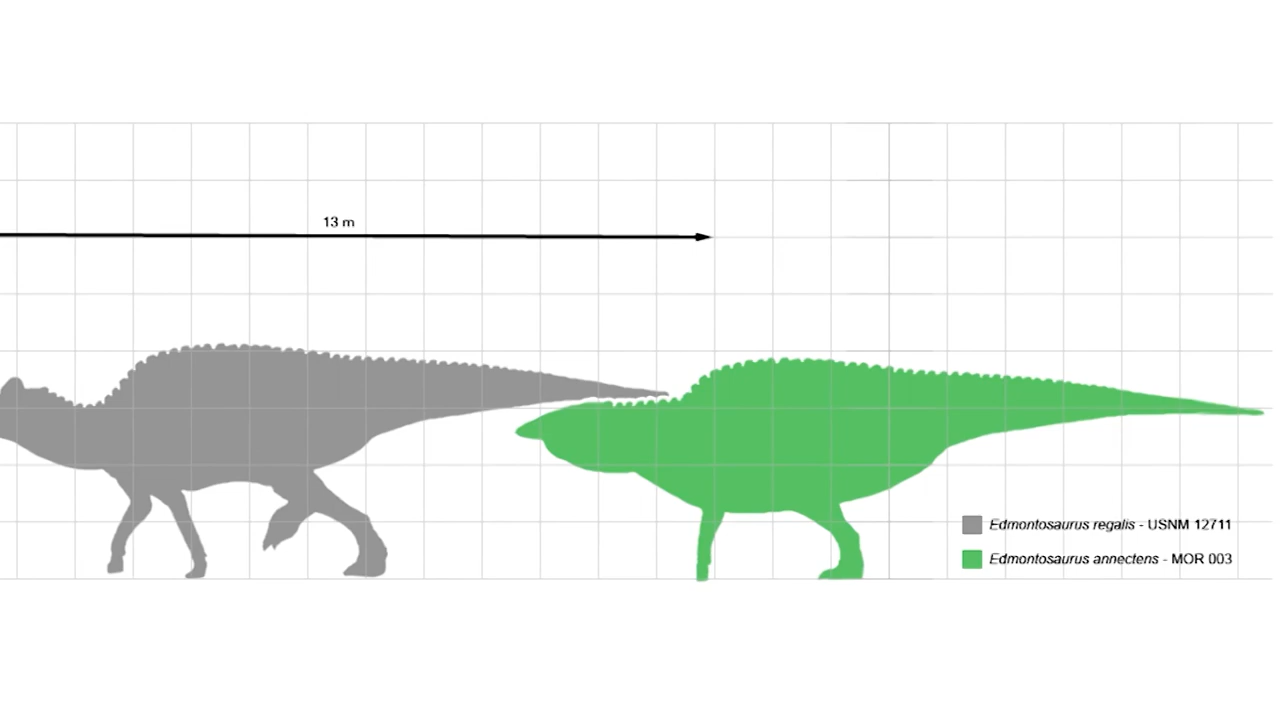 13 m
Edmontosaurus regalis - USNM 12711
Edmontosaurus annectens - MOR 003